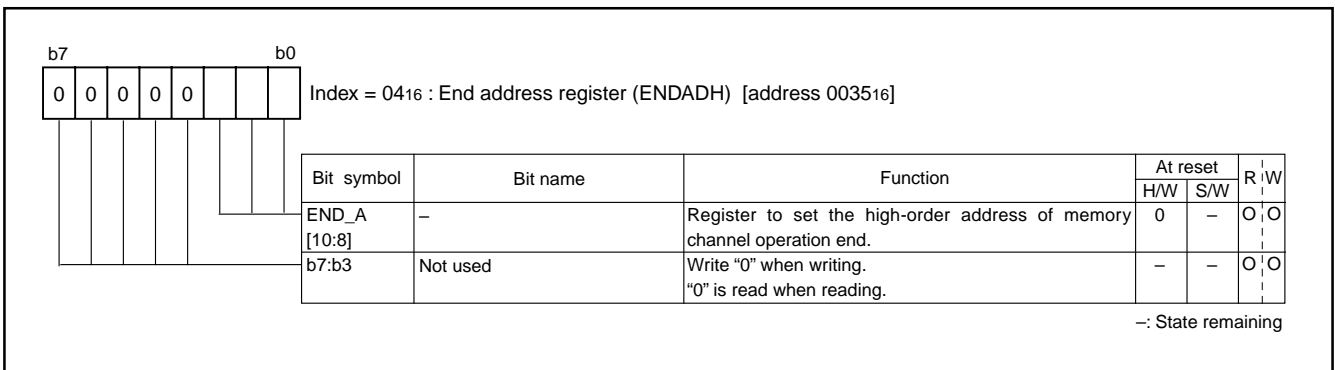 b7 b0
0 0 0 0 0
Index = 0416 : End address register (ENDADH) [address 003516]
Bit symbol Bit name Function At reset R W
H/W S/W
END_A – Register to set the high-order address of memory 0 – O O
[10:8] channel operation end.
b7:b3 Not used Write “0” when writing. – – O O
“0” is read when reading.
–: State remaining